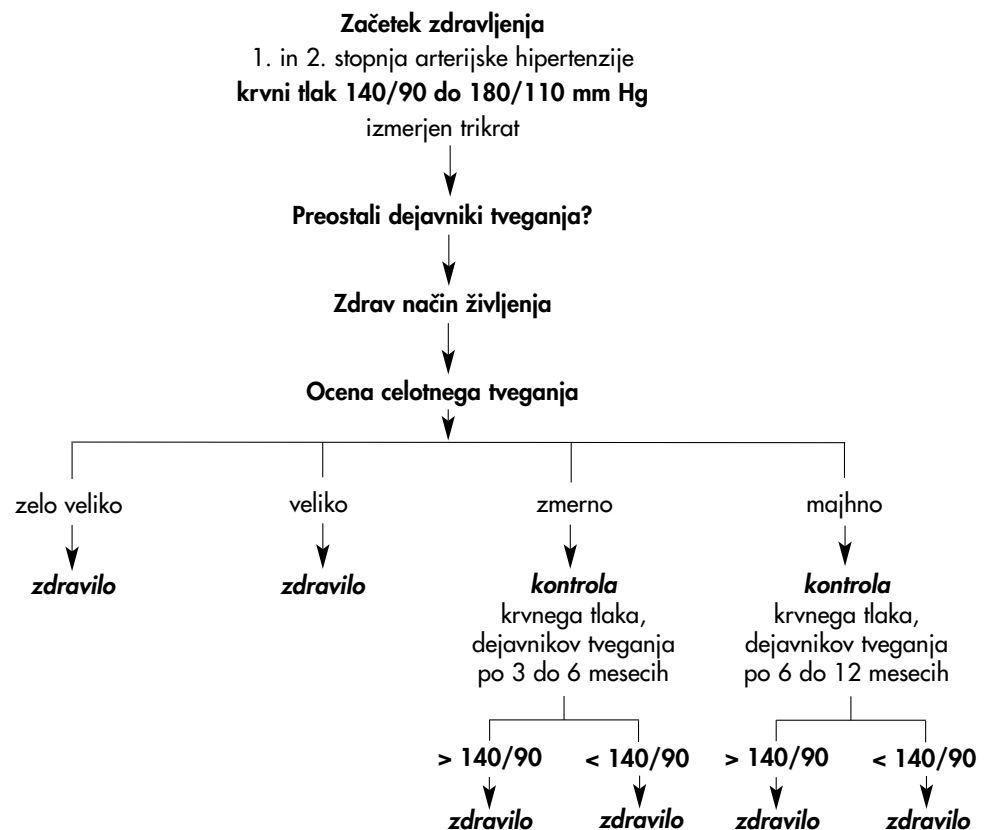 Začetek zdravljenja
1. in 2. stopnja arterijske hipertenzije
krvni tlak 140/90 do 180/110 mm Hg
izmerjen trikrat
Preostali dejavniki tveganja?
Zdrav način življenja
Ocena celotnega tveganja
zelo veliko
veliko
zmerno
majhno
zdravilo
zdravilo
kontrola
krvnega tlaka,
dejavnikov tveganja
po 3 do 6 mesecih
kontrola
krvnega tlaka,
dejavnikov tveganja
po 6 do 12 mesecih
> 140/90
< 140/90
> 140/90
< 140/90
zdravilo
zdravilo
zdravilo
zdravilo